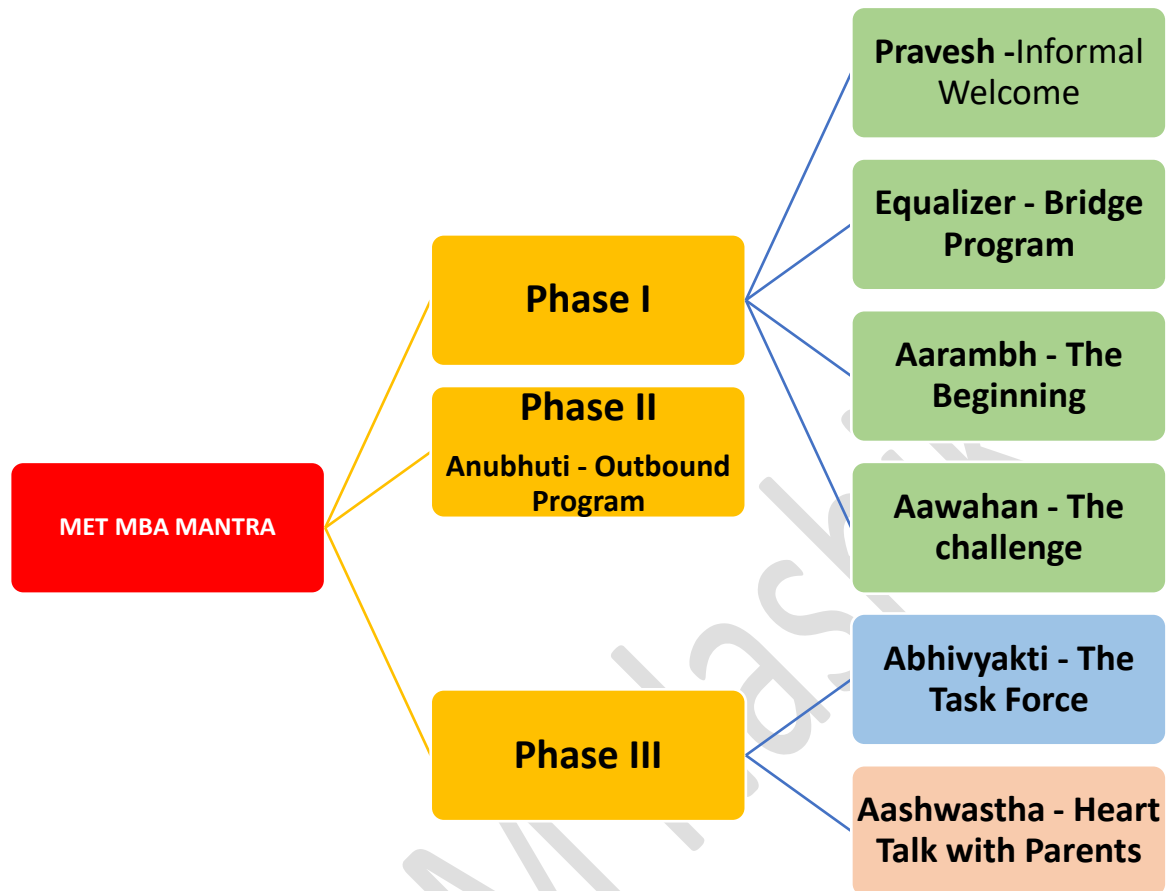 MET MBA MANTRA
Phase I
Phase II
Anubhuti - Outbound
Program
Phase III
Pravesh -Informal
Welcome
Equalizer - Bridge
Program
Aarambh - The
Beginning
Aawahan - The
challenge
Abhivyakti - The
Task Force
Aashwastha - Heart
Talk with Parents